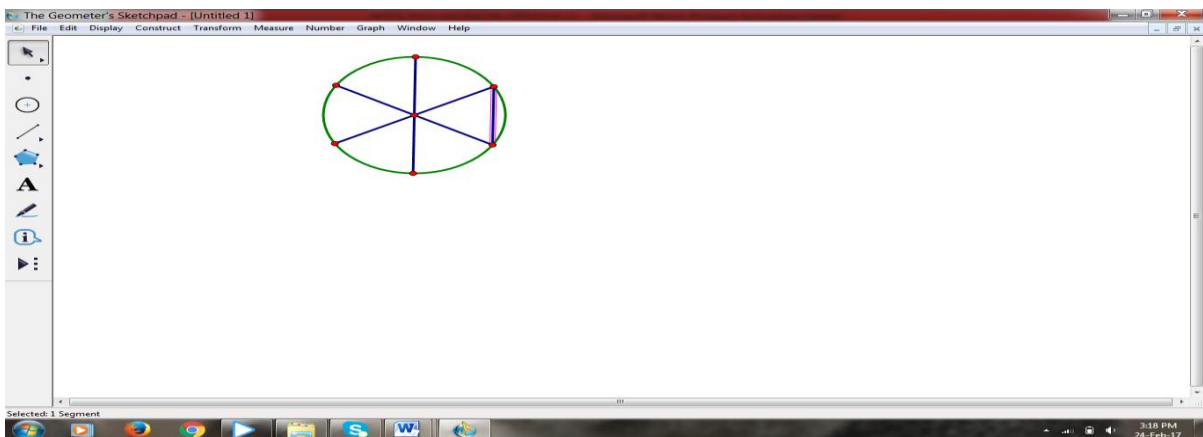 The Geometer's Sketchpad - [Untitled 1]
File Edit Display Construct Transform Measure Number Graph Window Help
A
i
Selected: 1 Segment
S W
3:18 PM
24-Feb-17